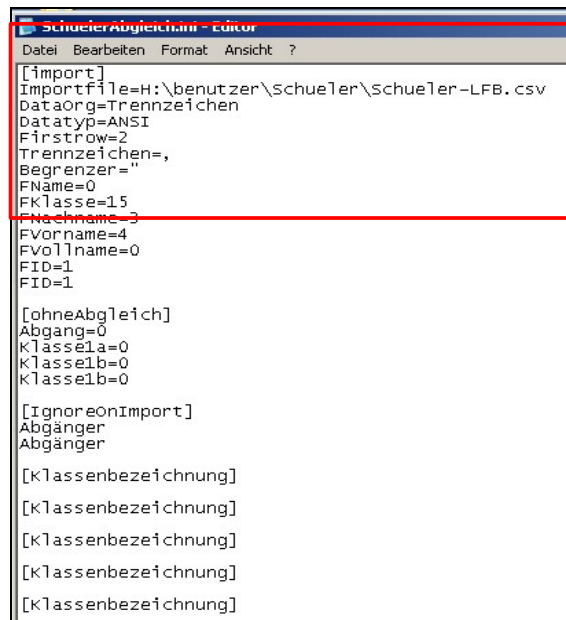 SchuelerAbgleich.ini - Editor
Datei Bearbeiten Format Ansicht ?
[import]
Importfile=H:\benutzer\Schueler\Schueler-LFB.csv
DataOrg=Trennzeichen
Datatyp=ANSI
Firstrow=2
Trennzeichen=,
Begrenzer="
FName=0
FKlasse=15
FNachname=3
FVorname=4
FVollname=0
FID=1
FID=1
[ohneAbgleich]
Abgang=0
Klasse1a=0
Klasse1b=0
Klasse1b=0
[IgnoreOnImport]
Abgänger
Abgänger
[Klassenbezeichnung]
[Klassenbezeichnung]
[Klassenbezeichnung]
[Klassenbezeichnung]
[Klassenbezeichnung]